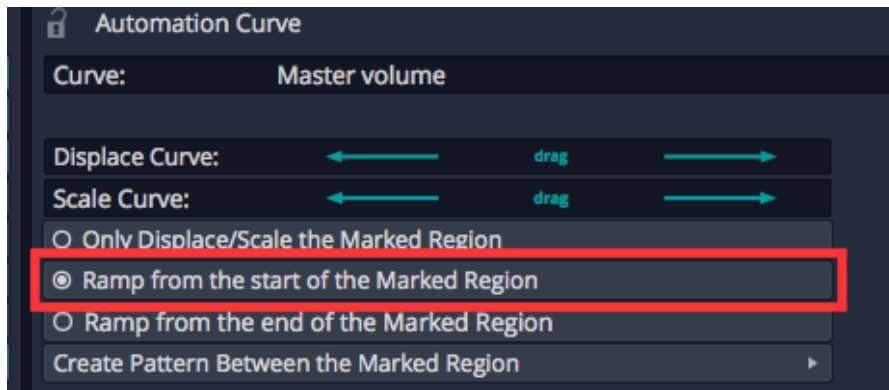 Automation Curve
Curve: Master volume
Displace Curve: drag
Scale Curve: drag
Only Displace/Scale the Marked Region
Ramp from the start of the Marked Region
Ramp from the end of the Marked Region
Create Pattern Between the Marked Region